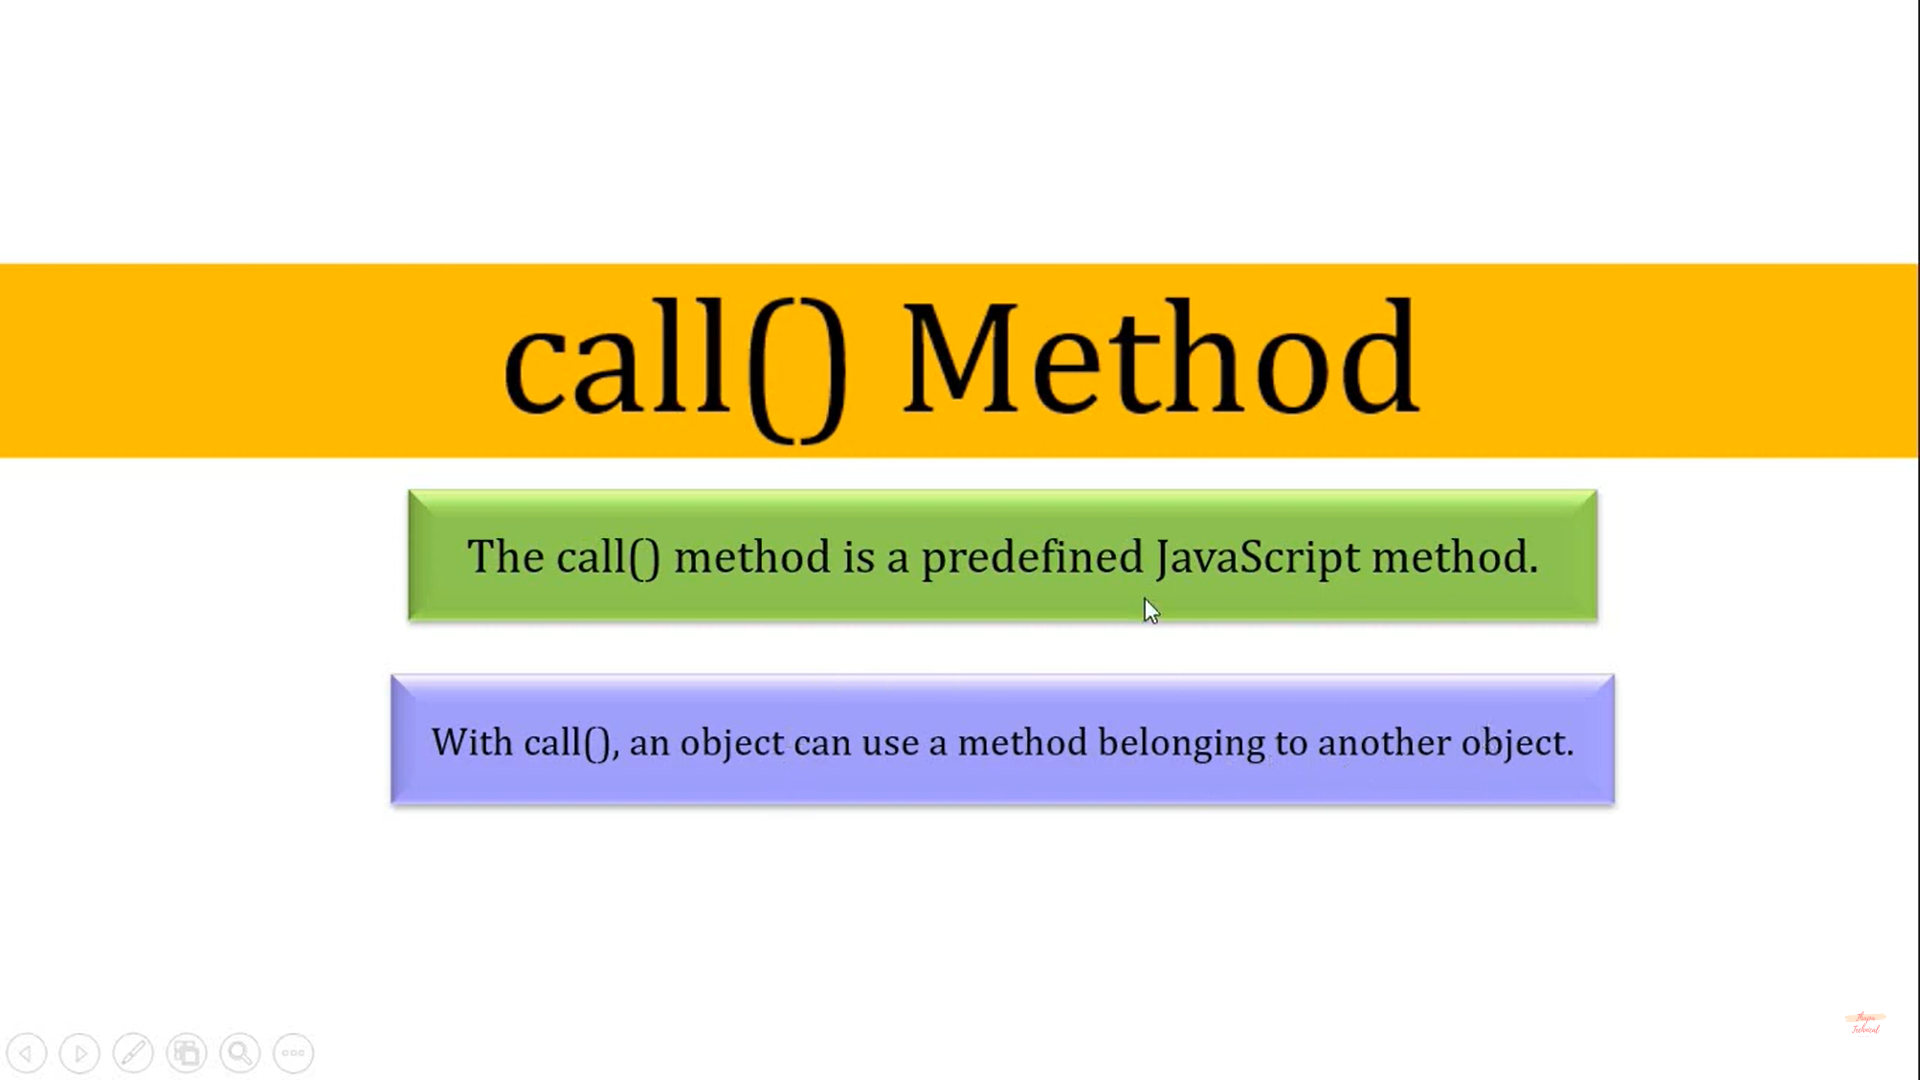 call() Method
The call() method is a predefined JavaScript method.
With call(), an object can use a method belonging to another object.
Technical